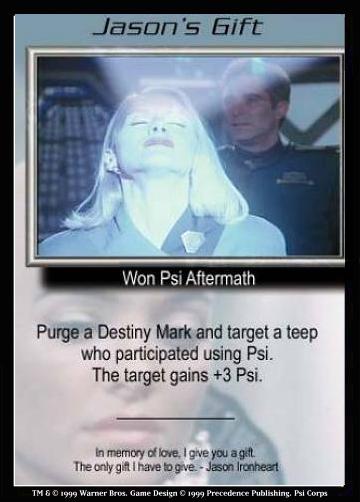 Jason's Gift
Won Psi Aftermath
Purge a Destiny Mark and target a teep
who participated using Psi.
The target gains +3 Psi.
In memory of love, I give you a gift.
The only gift I have to give. - Jason Ironheart
TM & © 1999 Warner Bros. Game Design © 1999 Precedence Publishing. Psi Corps